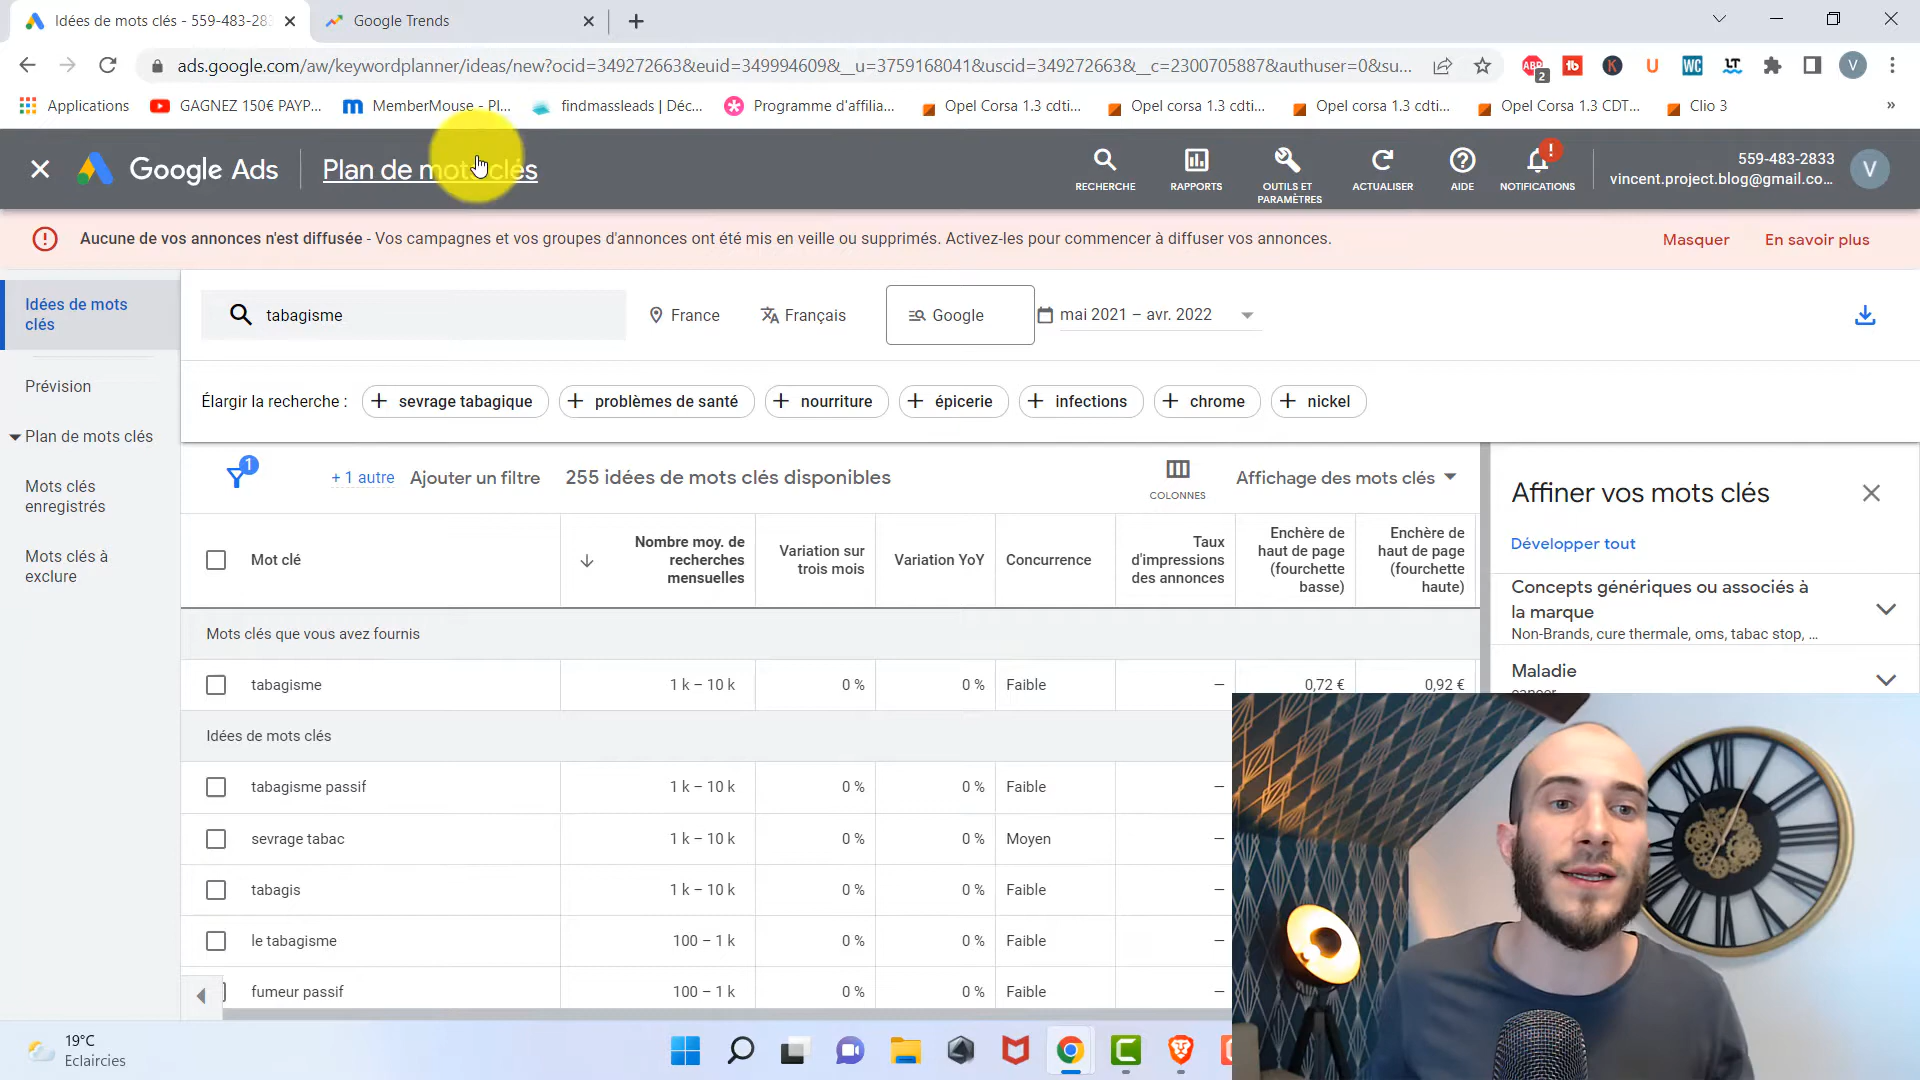 Idées de mots clés - 559-483-283
Google Trends
ads.google.com/aw/keywordplanner/ideas/new?ocid=349272663&euid=349994609&__u=3759168041&uscid=349272663&__c=2300705887&authuser=0&su...
ABP
2
U
WC
LT
V
Applications
GAGNEZ 150€ PAYP...
MemberMouse - Pl...
findmassleads | Déc...
Programme d'affilia...
Opel Corsa 1.3 cdti...
Opel corsa 1.3 cdti...
Opel corsa 1.3 cdti...
Opel Corsa 1.3 CDT...
Clio 3
»
Google Ads
Plan de mots clés
RECHERCHE
RAPPORTS
OUTILS ET
PARAMÈTRES
ACTUALISER
AIDE
NOTIFICATIONS
559-483-2833
vincent.project.blog@gmail.co...
V
Aucune de vos annonces n'est diffusée - Vos campagnes et vos groupes d'annonces ont été mis en veille ou supprimés. Activez-les pour commencer à diffuser vos annonces.
Masquer
En savoir plus
Idées de mots
clés
Prévision
Plan de mots clés
Mots clés
enregistrés
Mots clés à
exclure
tabagisme
France
Français
Google
mai 2021 – avr. 2022
Élargir la recherche :
sevrage tabagique
problèmes de santé
nourriture
épicerie
infections
chrome
nickel
1
+ 1 autre
Ajouter un filtre
255 idées de mots clés disponibles
COLONNES
Affichage des mots clés
Mot clé
Nombre moy. de
recherches
mensuelles
Variation sur
trois mois
Variation YoY
Concurrence
Taux
d'impressions
des annonces
Enchère de
haut de page
(fourchette
basse)
Enchère de
haut de page
(fourchette
haute)
Mots clés que vous avez fournis
tabagisme 1 k – 10 k 0 % 0 % Faible – 0,72 € 0,92 €
Idées de mots clés
tabagisme passif 1 k – 10 k 0 % 0 % Faible –
sevrage tabac 1 k – 10 k 0 % 0 % Moyen –
tabagis 1 k – 10 k 0 % 0 % Faible –
le tabagisme 100 – 1 k 0 % 0 % Faible –
fumeur passif 100 – 1 k 0 % 0 % Faible –
Affiner vos mots clés
Développer tout
Concepts génériques ou associés à
la marque
Non-Brands, cure thermale, oms, tabac stop, ...
Maladie
cancer
19°C
Eclaircies